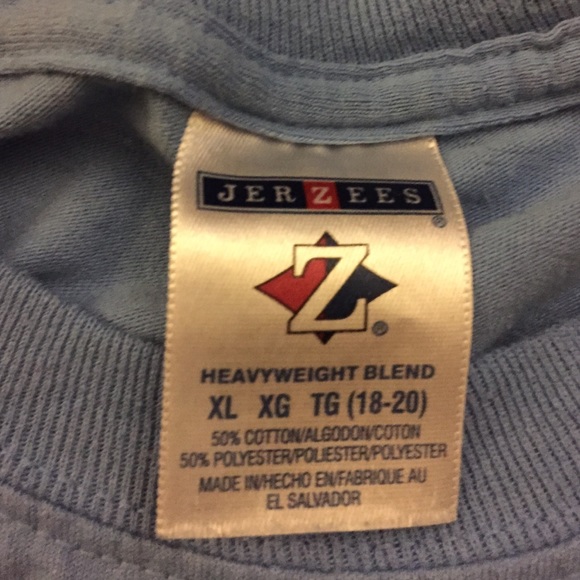 JERZEES®
Z®
HEAVYWEIGHT BLEND
XL XG TG (18-20)
50% COTTON/ALGODON/COTON
50% POLYESTER/POLIESTER/POLYESTER
MADE IN/HECHO EN/FABRIQUE AU
EL SALVADOR